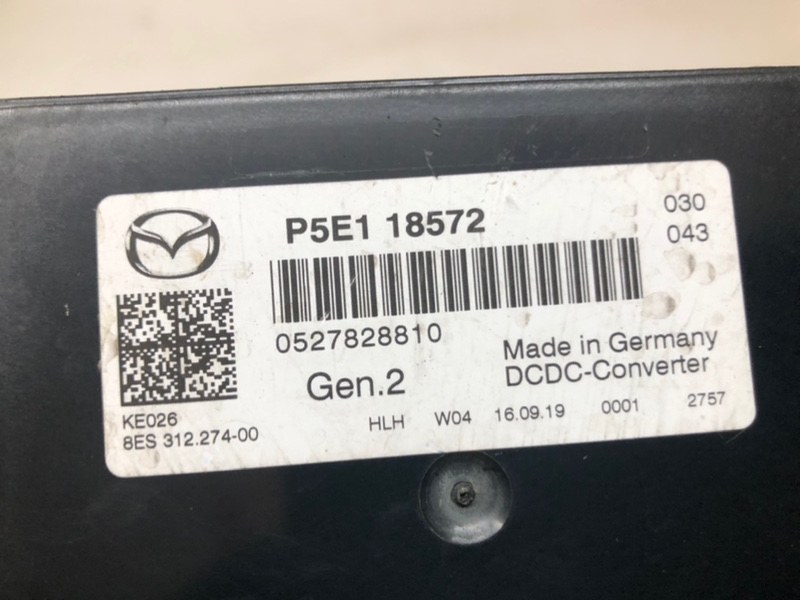 P5E1 18572
030
043
0527828810
Made in Germany
Gen.2
DCDC-Converter
KE026
8ES 312.274-00
HLH W04 16.09.19 0001 2757